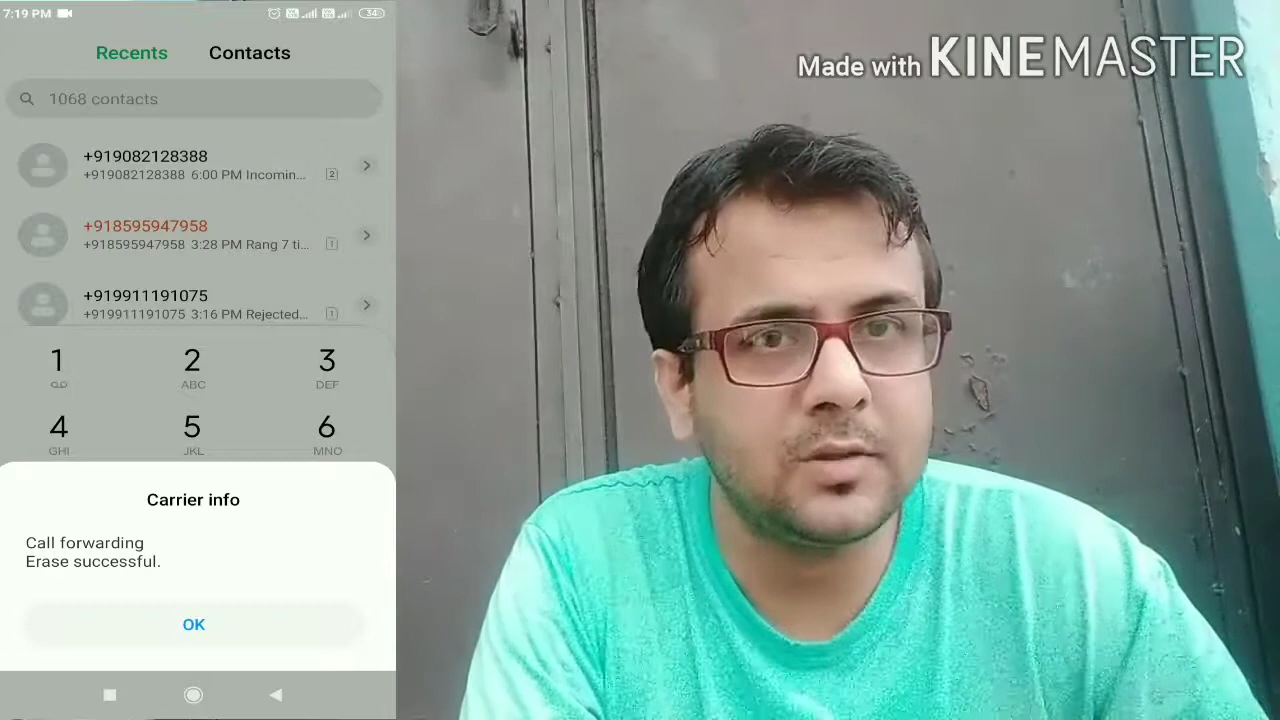 7:19 PM
34
Made with KINEMASTER
Recents Contacts
1068 contacts
+919082128388
+919082128388 6:00 PM Incomin... 2
+918595947958
+918595947958 3:28 PM Rang 7 ti... 1
+919911191075
+919911191075 3:16 PM Rejected... 1
1 2 3
ABC DEF
4 5 6
GHI JKL MNO
Carrier info
Call forwarding
Erase successful.
OK